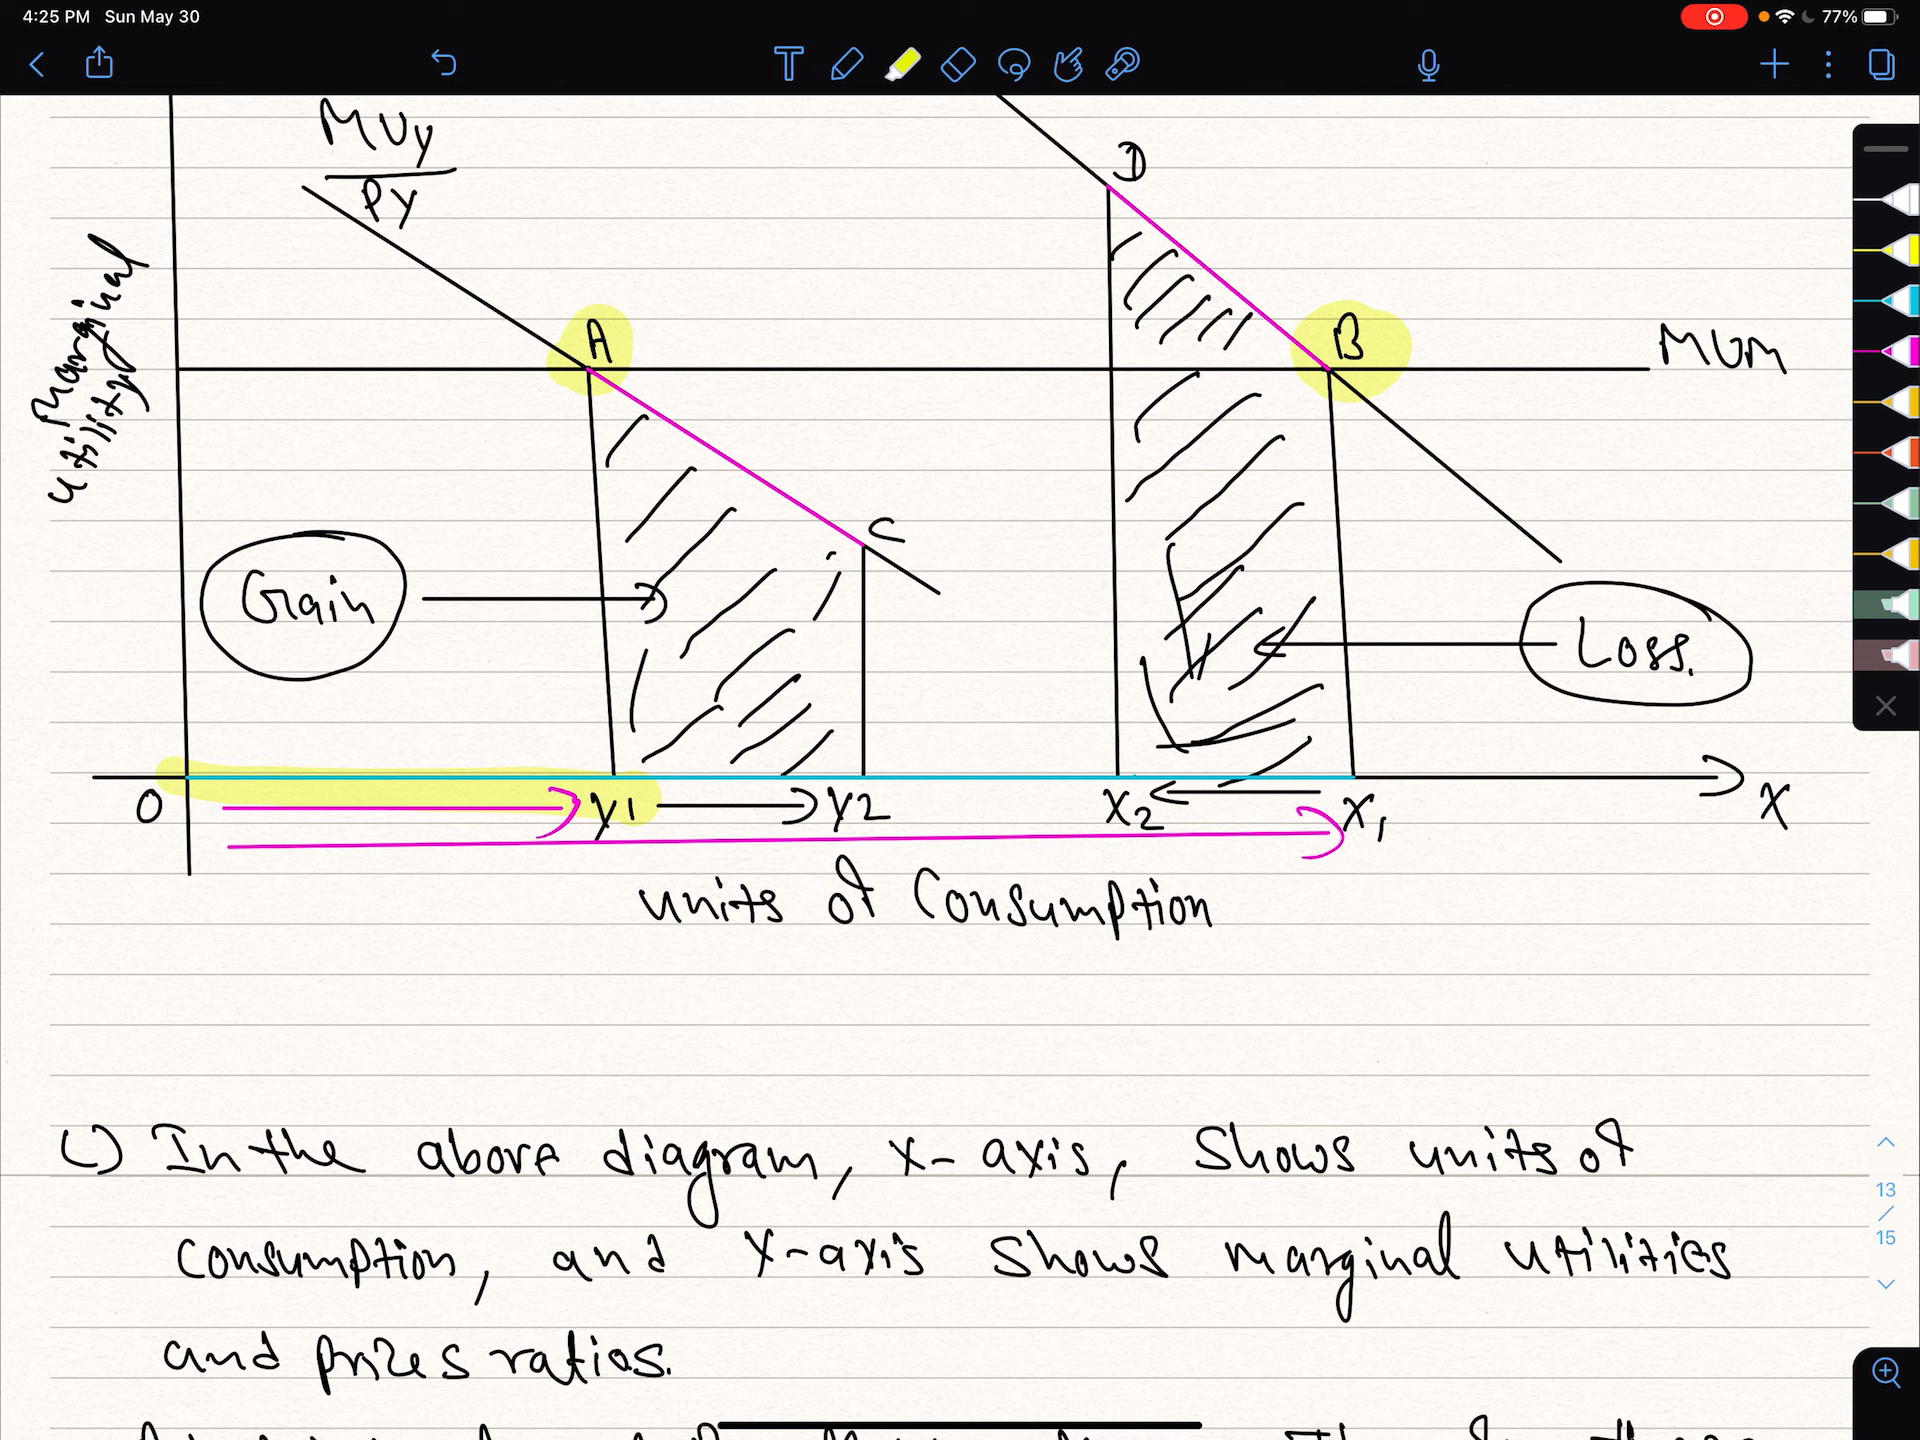 4:25 PM Sun May 30
77%
MUy
Py
D
Marginal
utility
A
B
MUM
C
Gain
Loss.
O
Y1
Y2
X2
X1
X
units of Consumption
13
/
15
() In the above diagram, x-axis, Shows units of
Consumption, and X-axis Shows marginal utilities
and prizes ratios.